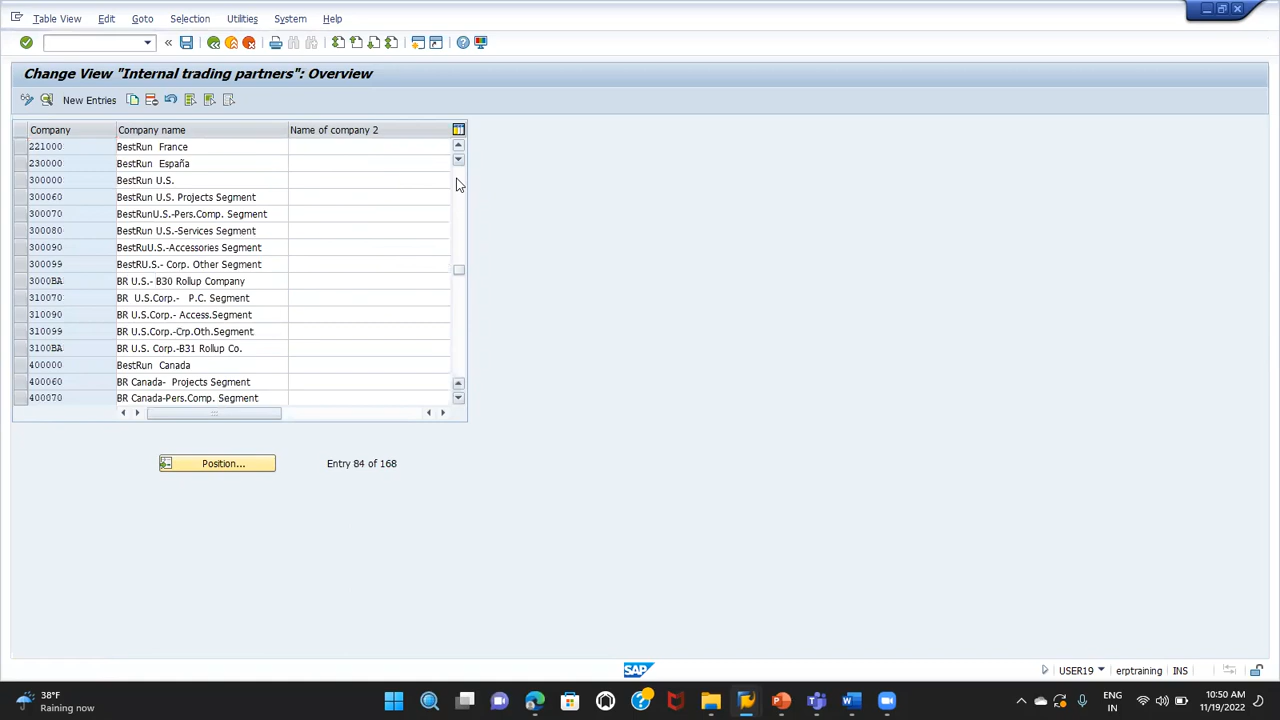 Table View Edit Goto Selection Utilities System Help
Change View "Internal trading partners": Overview
New Entries
Company Company name Name of company 2
221000 BestRun France
230000 BestRun España
300000 BestRun U.S.
300060 BestRun U.S. Projects Segment
300070 BestRunU.S.-Pers.Comp. Segment
300080 BestRun U.S.-Services Segment
300090 BestRuU.S.-Accessories Segment
300099 BestRU.S.- Corp. Other Segment
3000BA BR U.S.- B30 Rollup Company
310070 BR U.S.Corp.- P.C. Segment
310090 BR U.S.Corp.- Access.Segment
310099 BR U.S.Corp.-Crp.Oth.Segment
3100BA BR U.S. Corp.-B31 Rollup Co.
400000 BestRun Canada
400060 BR Canada- Projects Segment
400070 BR Canada-Pers.Comp. Segment
Position... Entry 84 of 168
SAP USER19 erptraining INS
38°F
Raining now
ENG
IN
10:50 AM
11/19/2022